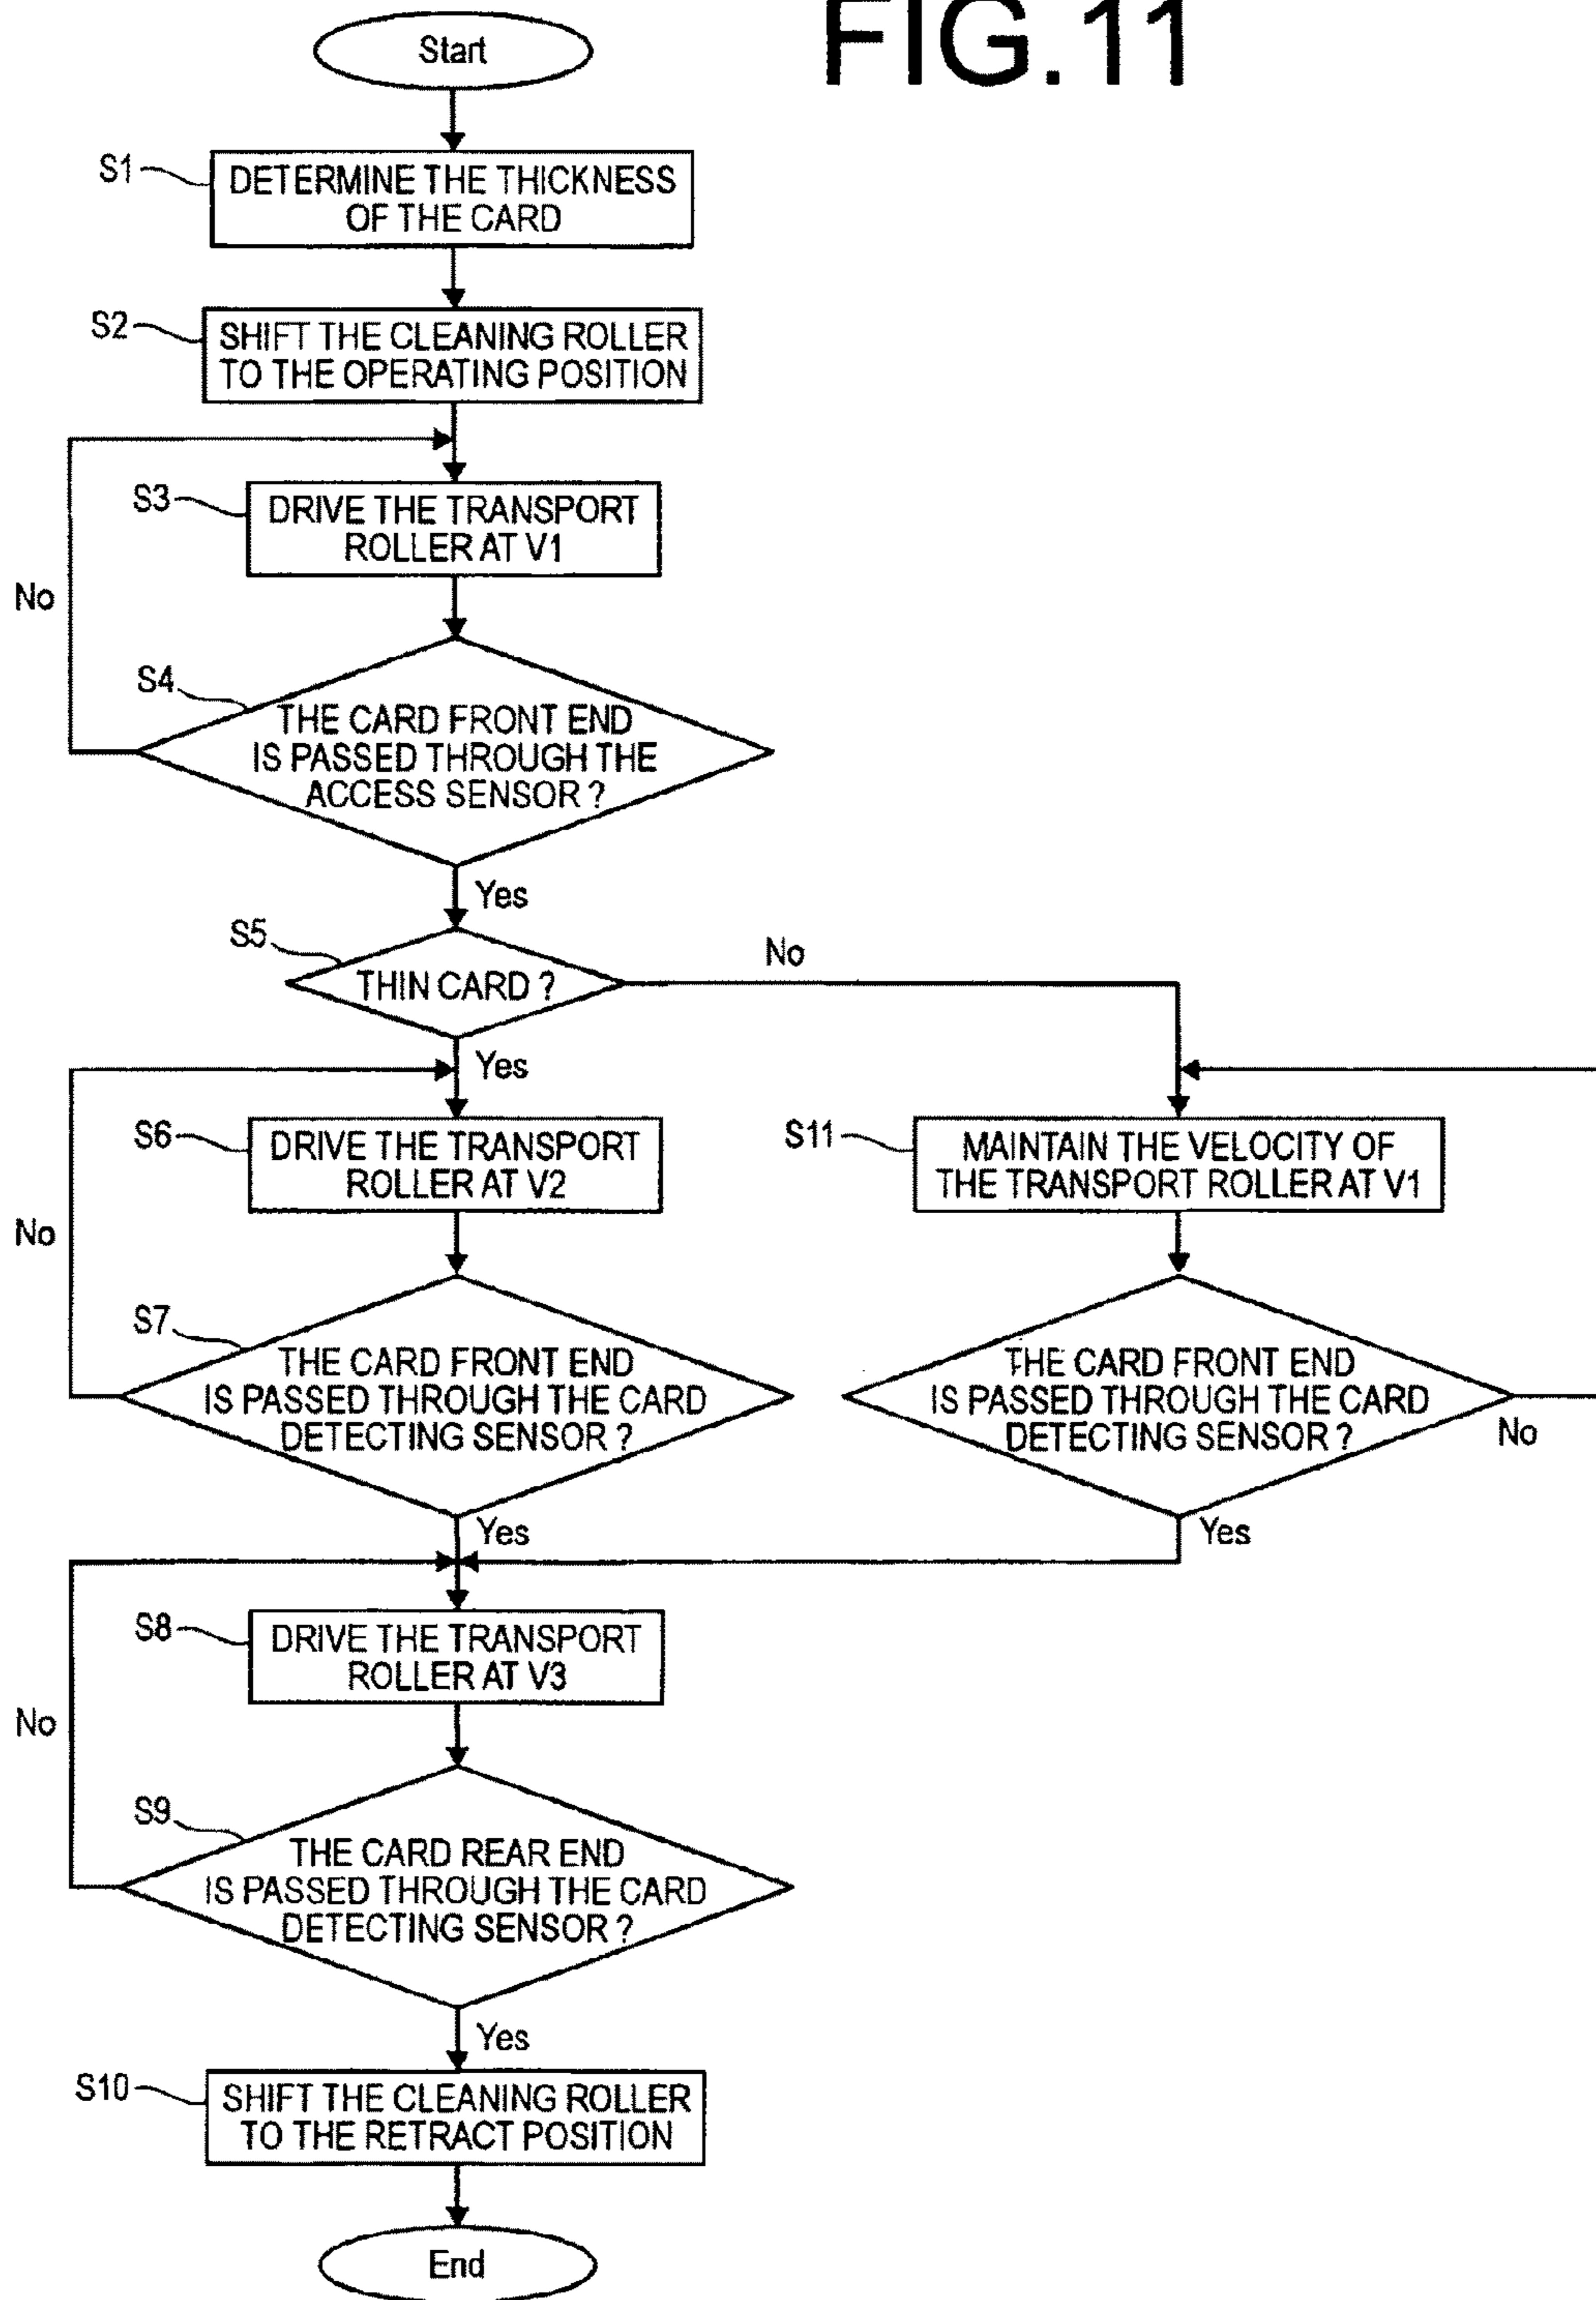 FIG.11
Start
S1
DETERMINE THE THICKNESS
OF THE CARD
S2
SHIFT THE CLEANING ROLLER
TO THE OPERATING POSITION
S3
DRIVE THE TRANSPORT
ROLLER AT V1
No
S4
THE CARD FRONT END
IS PASSED THROUGH THE
ACCESS SENSOR ?
Yes
S5
THIN CARD ?
No
Yes
S6
DRIVE THE TRANSPORT
ROLLER AT V2
S11
MAINTAIN THE VELOCITY OF
THE TRANSPORT ROLLER AT V1
No
S7
THE CARD FRONT END
IS PASSED THROUGH THE CARD
DETECTING SENSOR ?
THE CARD FRONT END
IS PASSED THROUGH THE CARD
DETECTING SENSOR ?
No
Yes
Yes
S8
DRIVE THE TRANSPORT
ROLLER AT V3
No
S9
THE CARD REAR END
IS PASSED THROUGH THE CARD
DETECTING SENSOR ?
Yes
S10
SHIFT THE CLEANING ROLLER
TO THE RETRACT POSITION
End